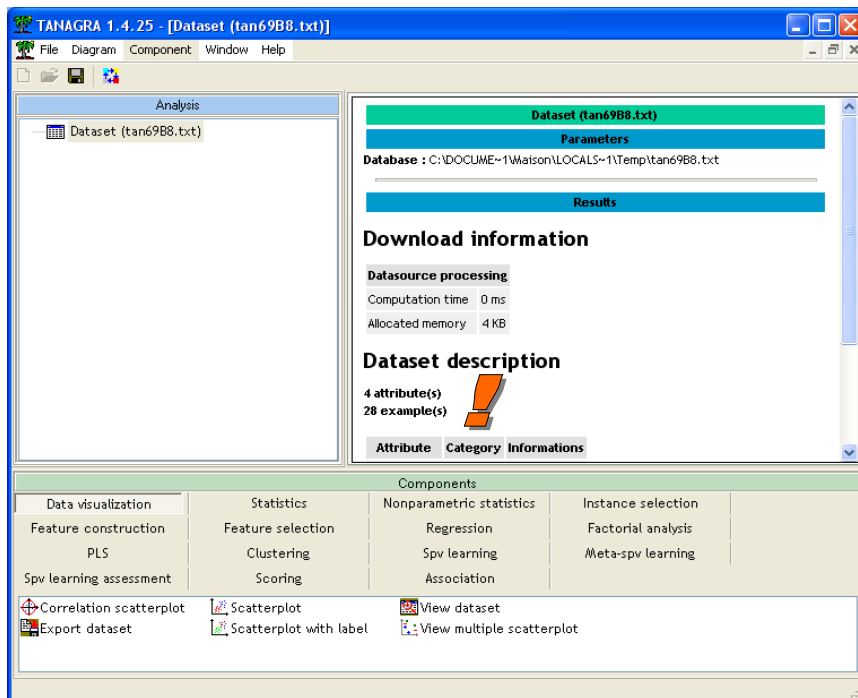 TANAGRA 1.4.25 - [Dataset (tan69B8.txt)]
File Diagram Component Window Help
Analysis
Dataset (tan69B8.txt)
Dataset (tan69B8.txt)
Parameters
Database : C:\DOCUME~1\Maison\LOCALS~1\Temp\tan69B8.txt
Results
Download information
Datasource processing
Computation time 0 ms
Allocated memory 4 KB
Dataset description
4 attribute(s)
28 example(s)
Attribute Category Informations
Components
Data visualization Statistics Nonparametric statistics Instance selection
Feature construction Feature selection Regression Factorial analysis
PLS Clustering Spv learning Meta-spv learning
Spv learning assessment Scoring Association
Correlation scatterplot Scatterplot View dataset
Export dataset Scatterplot with label View multiple scatterplot